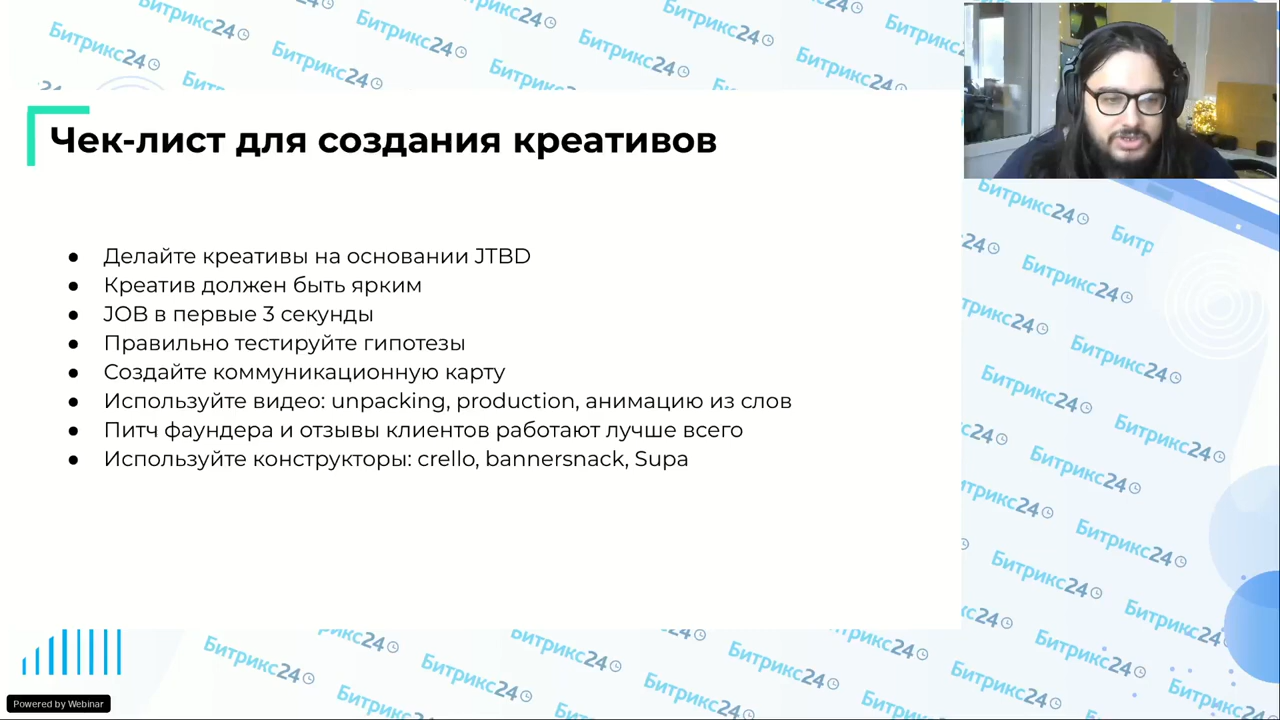 Чек-лист для создания креативов
Делайте креативы на основании JTBD
Креатив должен быть ярким
JOB в первые 3 секунды
Правильно тестируйте гипотезы
Создайте коммуникационную карту
Используйте видео: unpacking, production, анимацию из слов
Питч фаундера и отзывы клиентов работают лучше всего
Используйте конструкторы: crello, bannersnack, Supa
Битрикс24
Powered by Webinar